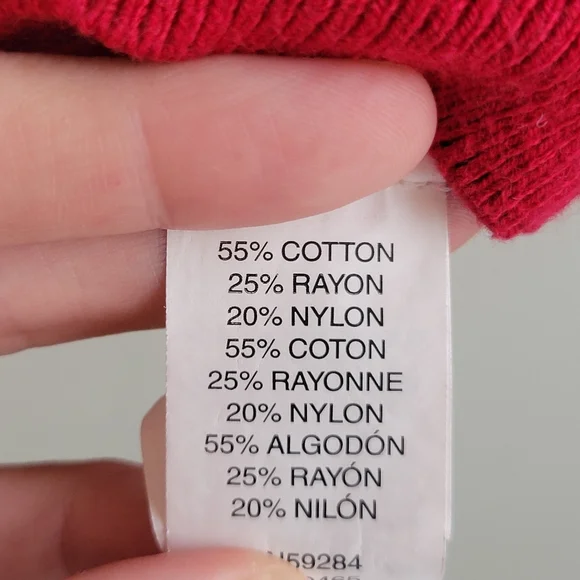 55% COTTON
25% RAYON
20% NYLON
55% COTON
25% RAYONNE
20% NYLON
55% ALGODÓN
25% RAYÓN
20% NILÓN